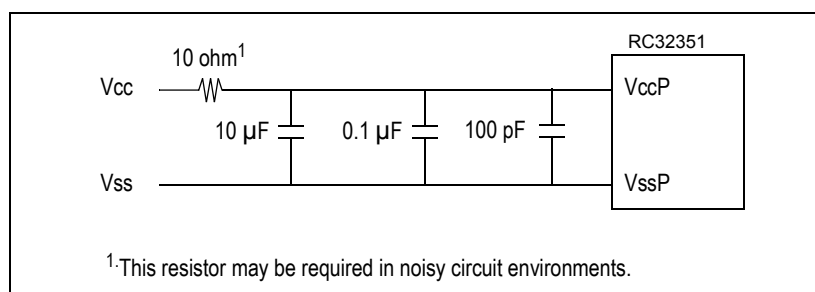 RC32351
10 ohm1
Vcc
VccP
10 µF
0.1 µF
100 pF
Vss
VssP
1.This resistor may be required in noisy circuit environments.